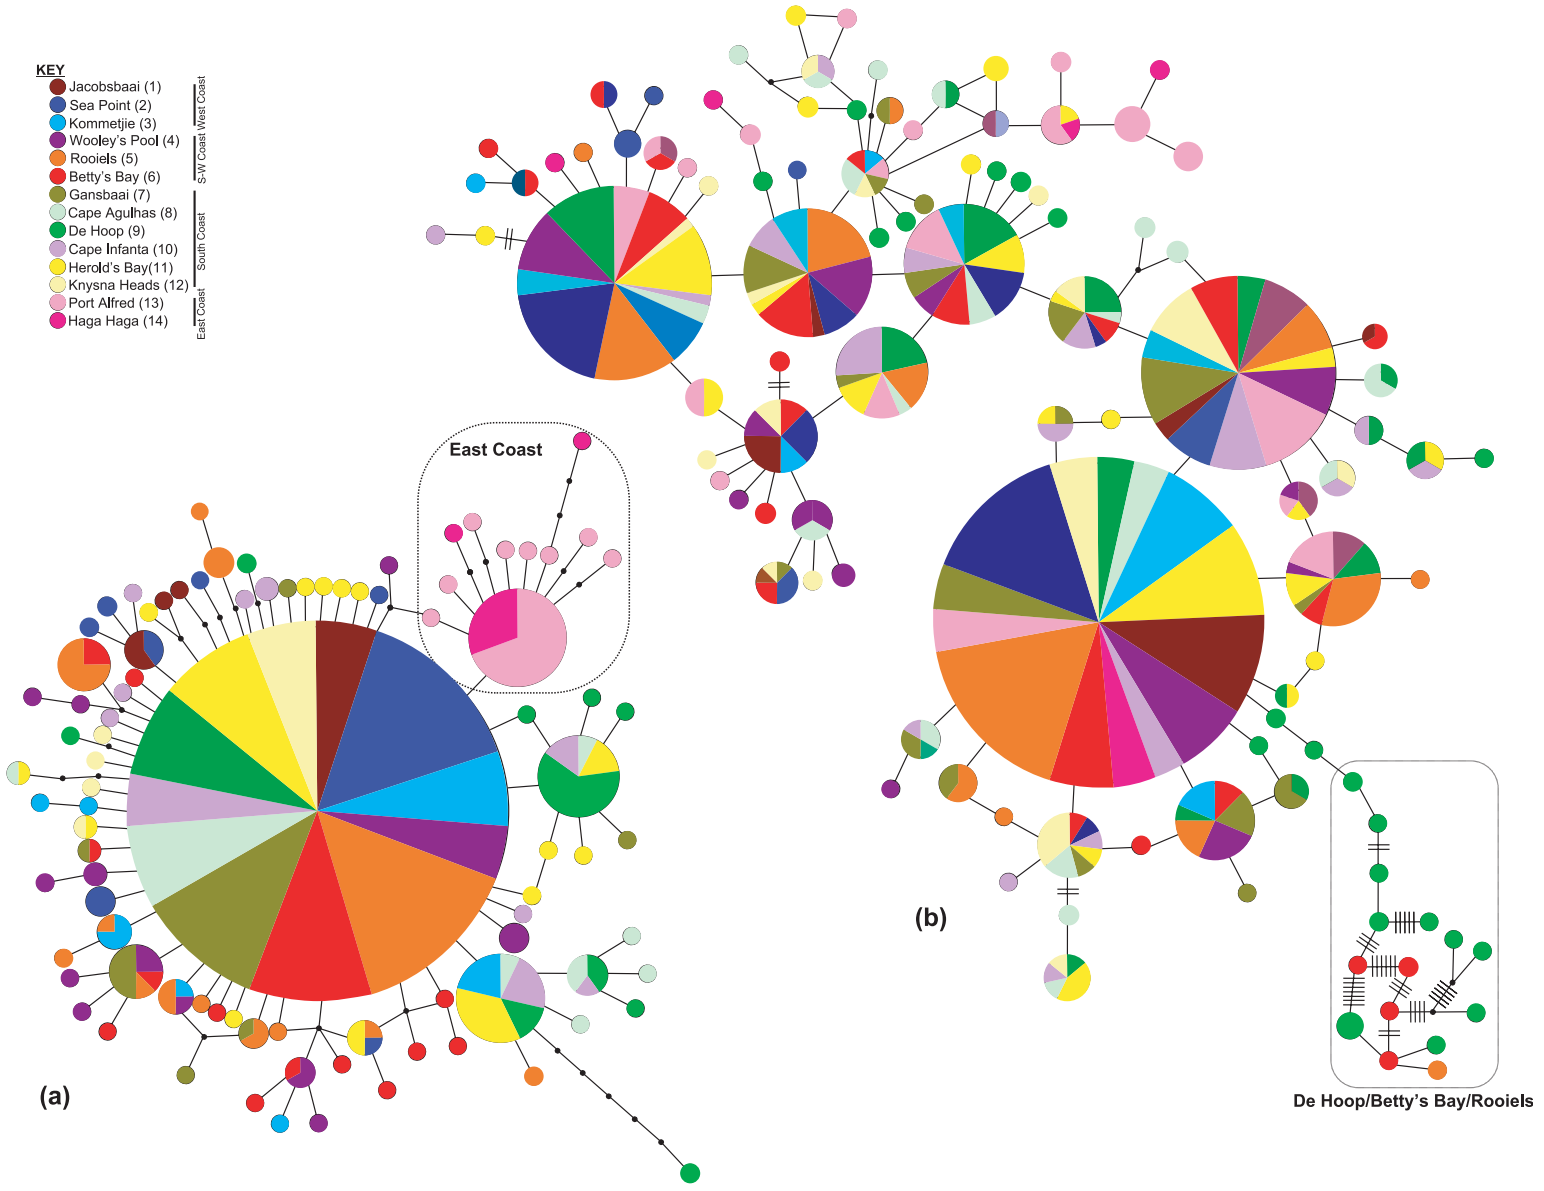 KEY
Jacobsbaai (1)
Sea Point (2)
Kommetjie (3)
Wooley's Pool (4)
Rooiels (5)
Betty's Bay (6)
Gansbaai (7)
Cape Agulhas (8)
De Hoop (9)
Cape Infanta (10)
Herold's Bay(11)
Knysna Heads (12)
Port Alfred (13)
Haga Haga (14)
West Coast
S-W Coast
South Coast
East Coast
East Coast
(a)
(b)
De Hoop/Betty's Bay/Rooiels